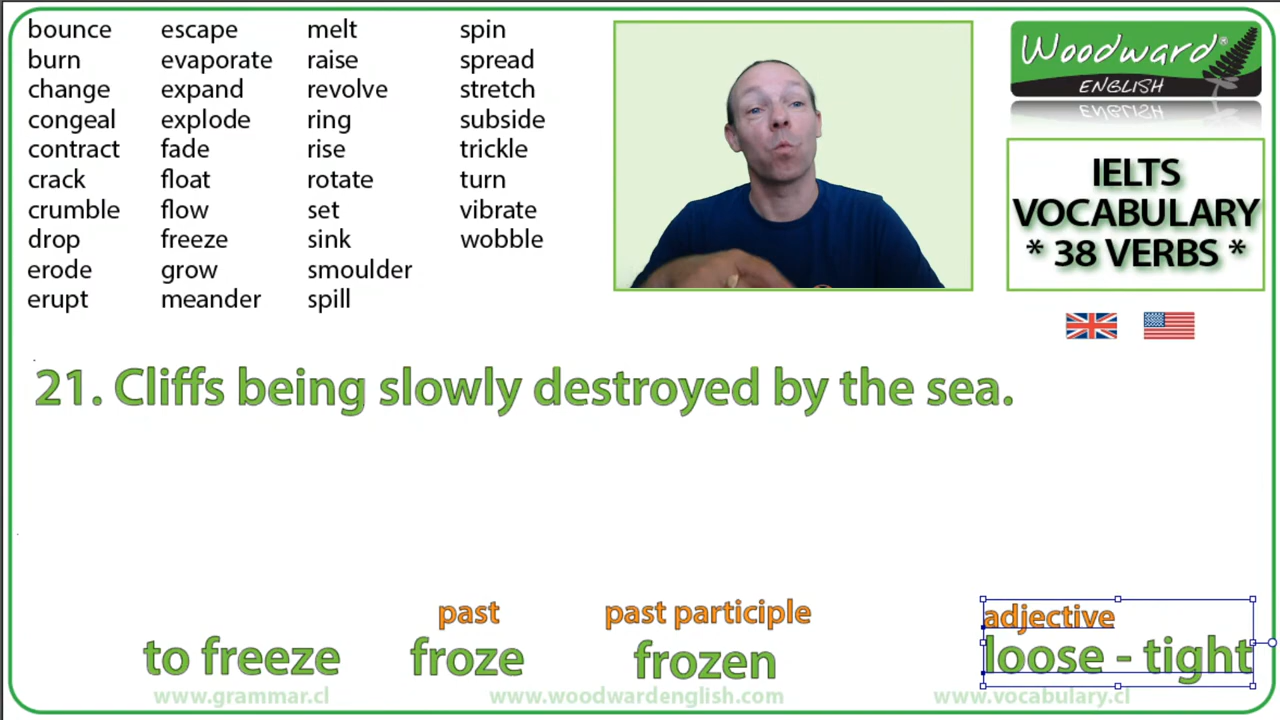 bounce escape melt spin
burn evaporate raise spread
change expand revolve stretch
congeal explode ring subside
contract fade rise trickle
crack float rotate turn
crumble flow set vibrate
drop freeze sink wobble
erode grow smoulder
erupt meander spill
Woodward®
ENGLISH
IELTS
VOCABULARY
* 38 VERBS *
21. Cliffs being slowly destroyed by the sea.
past past participle adjective
to freeze froze frozen loose - tight
www.grammar.cl www.woodwardenglish.com www.vocabulary.cl